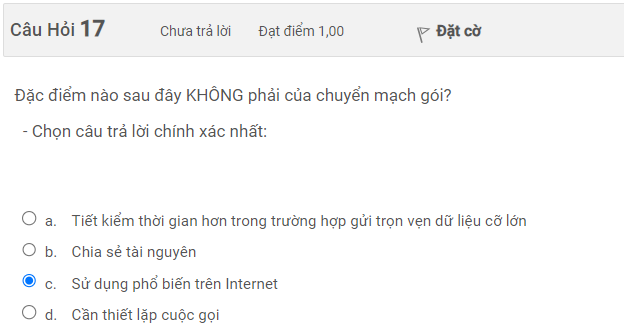 Câu Hỏi 17 Chưa trả lời Đạt điểm 1,00 Đặt cờ
Đặc điểm nào sau đây KHÔNG phải của chuyển mạch gói?
- Chọn câu trả lời chính xác nhất:
a. Tiết kiểm thời gian hơn trong trường hợp gửi trọn vẹn dữ liệu cỡ lớn
b. Chia sẻ tài nguyên
c. Sử dụng phổ biến trên Internet
d. Cần thiết lặp cuộc gọi